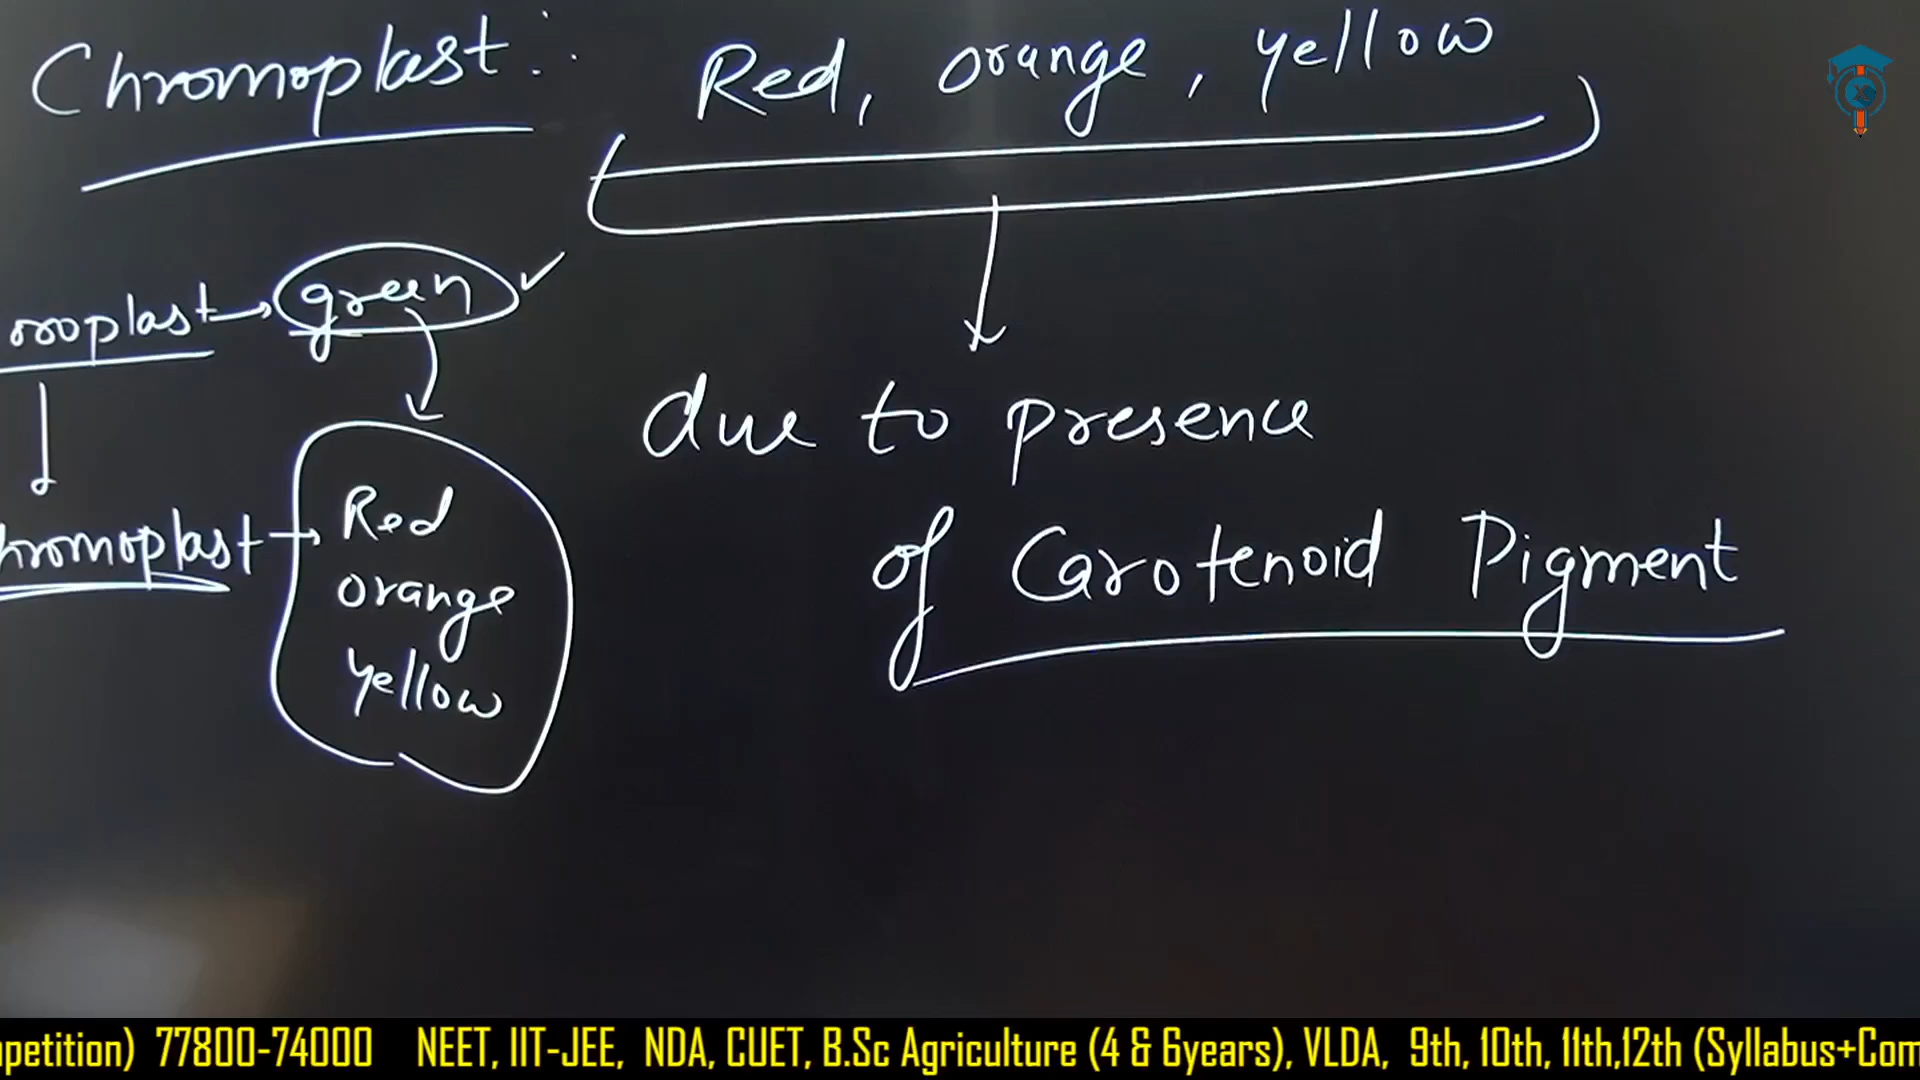 Chromoplast :
Red, orange, yellow
oroplast → green ✓
due to presence
of Carotenoid Pigment
hromoplast → Red
orange
yellow
mpetition) 77800-74000 NEET, IIT-JEE, NDA, CUET, B.Sc Agriculture (4 & 6years), VLDA, 9th, 10th, 11th,12th (Syllabus+Com